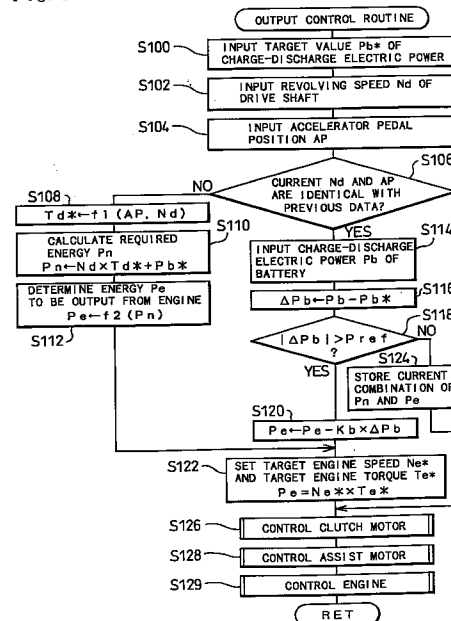 OUTPUT CONTROL ROUTINE
S100
INPUT TARGET VALUE Pb* OF
CHARGE-DISCHARGE ELECTRIC POWER
S102
INPUT REVOLVING SPEED Nd OF
DRIVE SHAFT
S104
INPUT ACCELERATOR PEDAL
POSITION AP
S106
CURRENT Nd AND AP
ARE IDENTICAL WITH
PREVIOUS DATA?
NO
YES
S108
Td*←f1 (AP, Nd)
S110
CALCULATE REQUIRED
ENERGY Pn
Pn←Nd×Td*+Pb*
DETERMINE ENERGY Pe
TO BE OUTPUT FROM ENGINE
Pe←f2 (Pn)
S112
S114
INPUT CHARGE-DISCHARGE
ELECTRIC POWER Pb OF
BATTERY
S116
ΔPb←Pb-Pb*
S118
|ΔPb|>Pref
?
NO
YES
S124
STORE CURRENT
COMBINATION OF
Pn AND Pe
S120
Pe←Pe-Kb×ΔPb
S122
SET TARGET ENGINE SPEED Ne*
AND TARGET ENGINE TORQUE Te*
Pe=Ne*×Te*
S126
CONTROL CLUTCH MOTOR
S128
CONTROL ASSIST MOTOR
S129
CONTROL ENGINE
RET